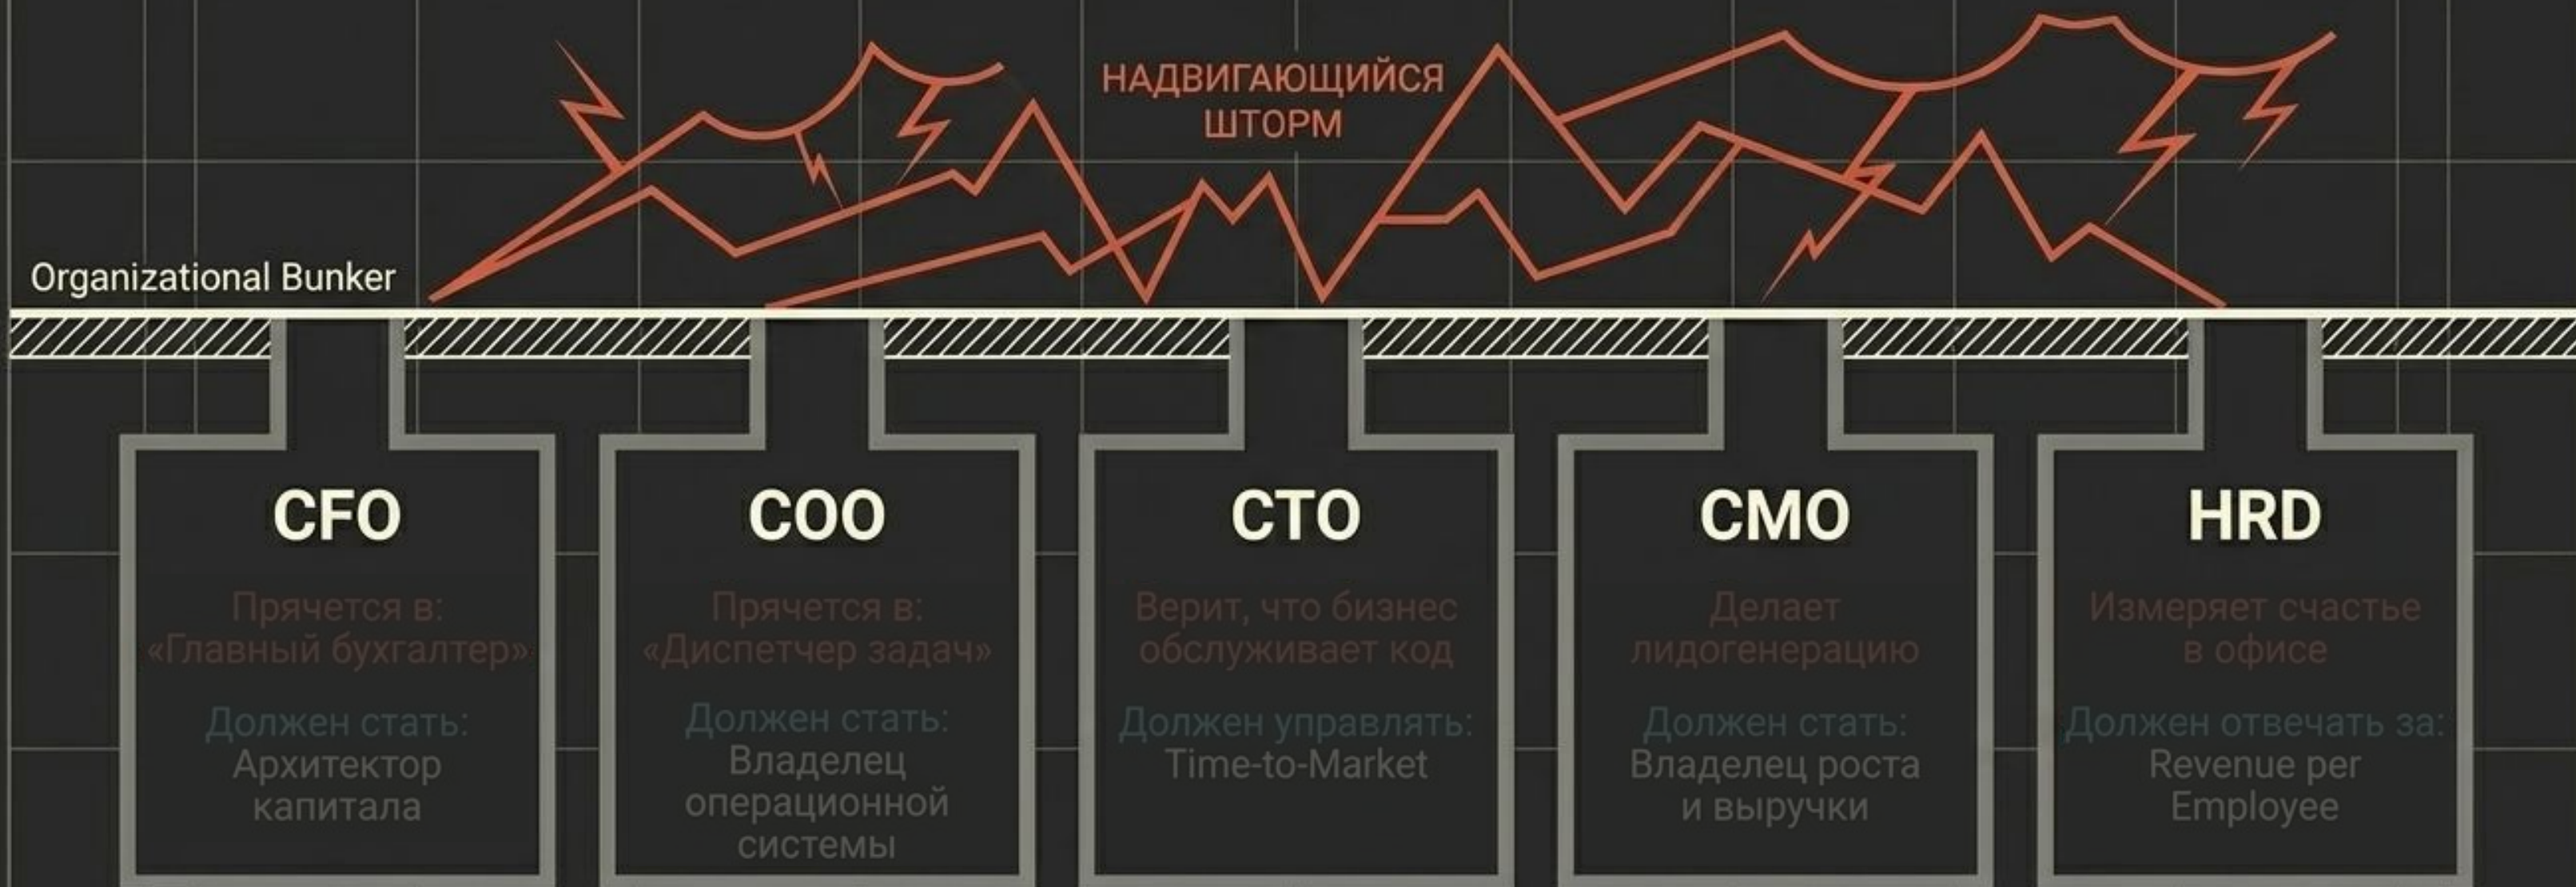 НАДВИГАЮЩИЙСЯ
ШТОРМ
Organizational Bunker
CFO
Прячется в:
«Главный бухгалтер»
Должен стать:
Архитектор
капитала
COO
Прячется в:
«Диспетчер задач»
Должен стать:
Владелец
операционной
системы
CTO
Верит, что бизнес
обслуживает код
Должен управлять:
Time-to-Market
CMO
Делает
лидогенерацию
Должен стать:
Владелец роста
и выручки
HRD
Измеряет счастье
в офисе
Должен отвечать за:
Revenue per
Employee